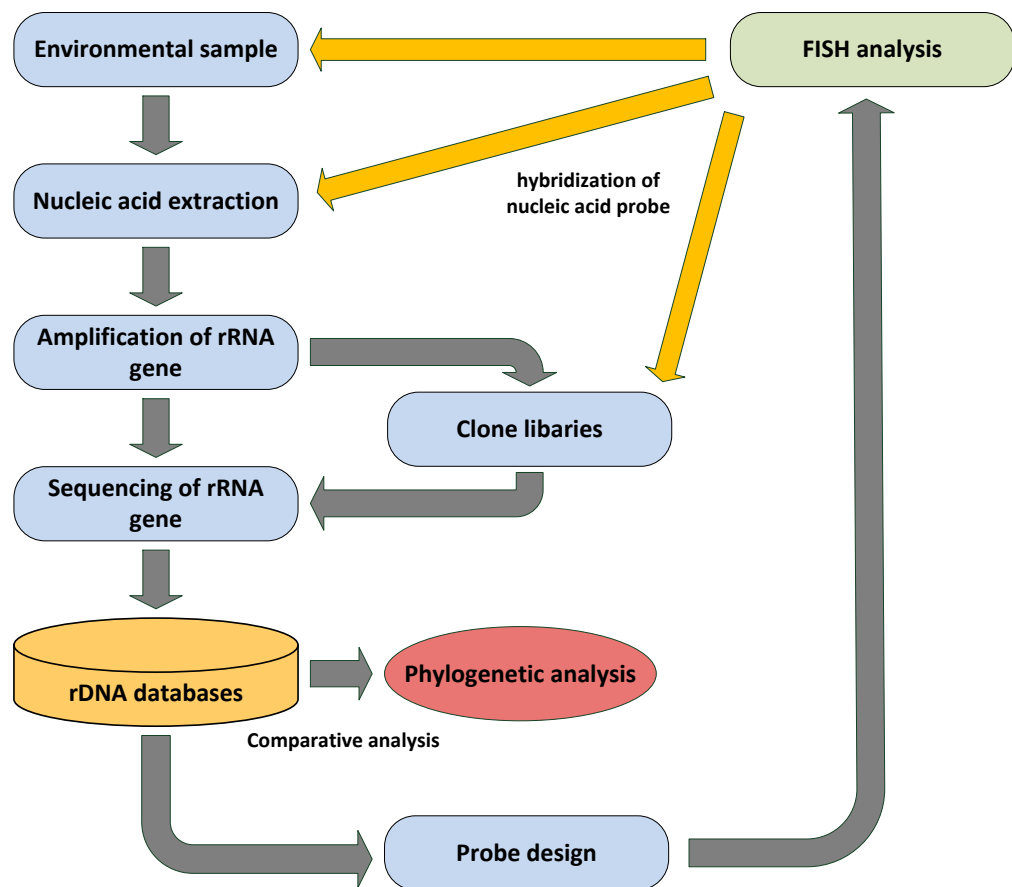 Environmental sample
FISH analysis
Nucleic acid extraction
hybridization of
nucleic acid probe
Amplification of rRNA
gene
Clone libaries
Sequencing of rRNA
gene
rDNA databases
Phylogenetic analysis
Comparative analysis
Probe design